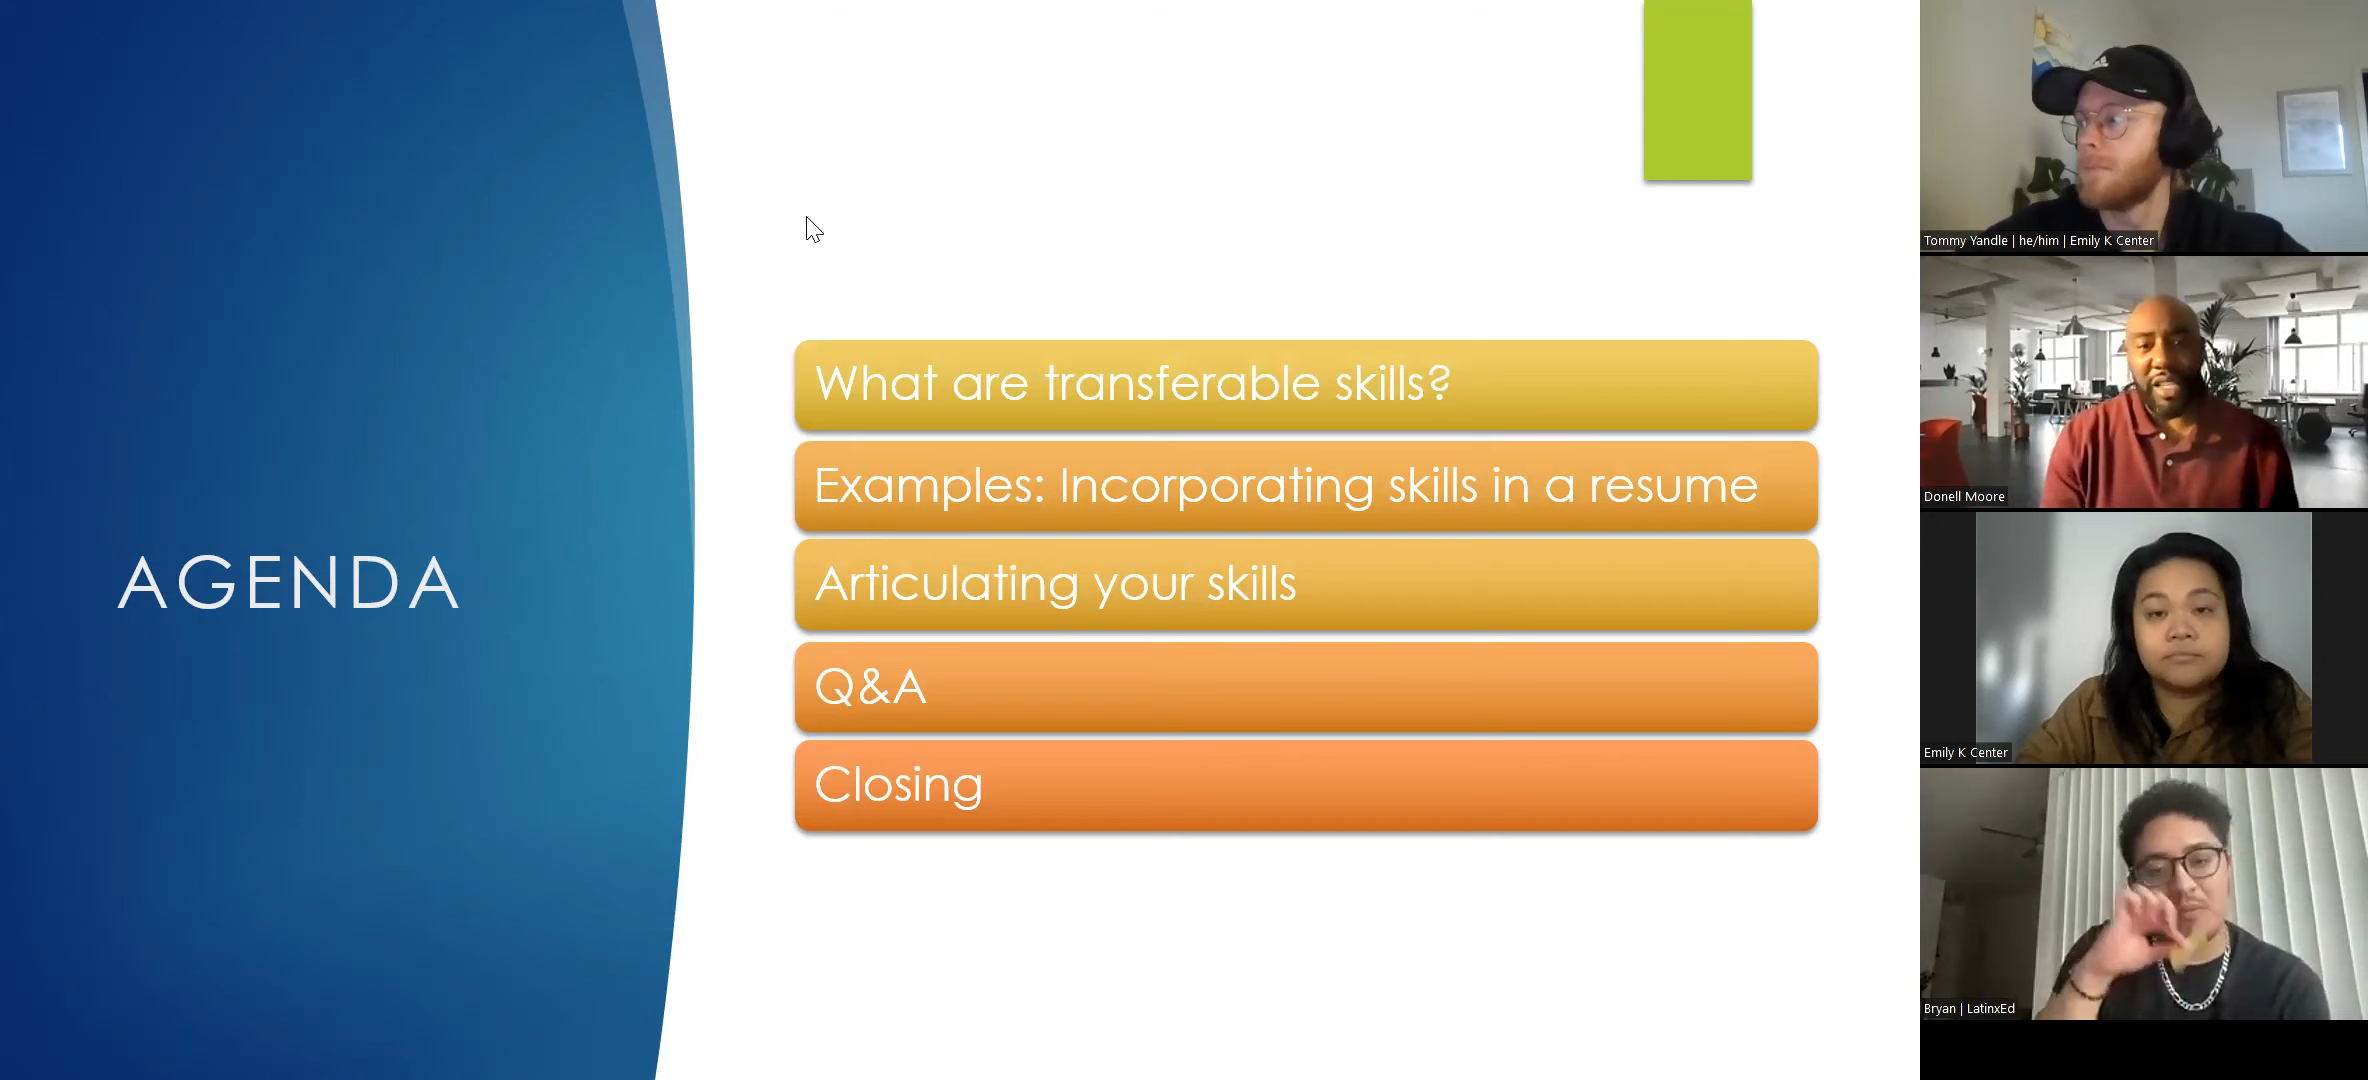 AGENDA
What are transferable skills?
Examples: Incorporating skills in a resume
Articulating your skills
Q&A
Closing
Tommy Yandle | he/him | Emily K Center
Donell Moore
Emily K Center
Bryan | LatinxEd